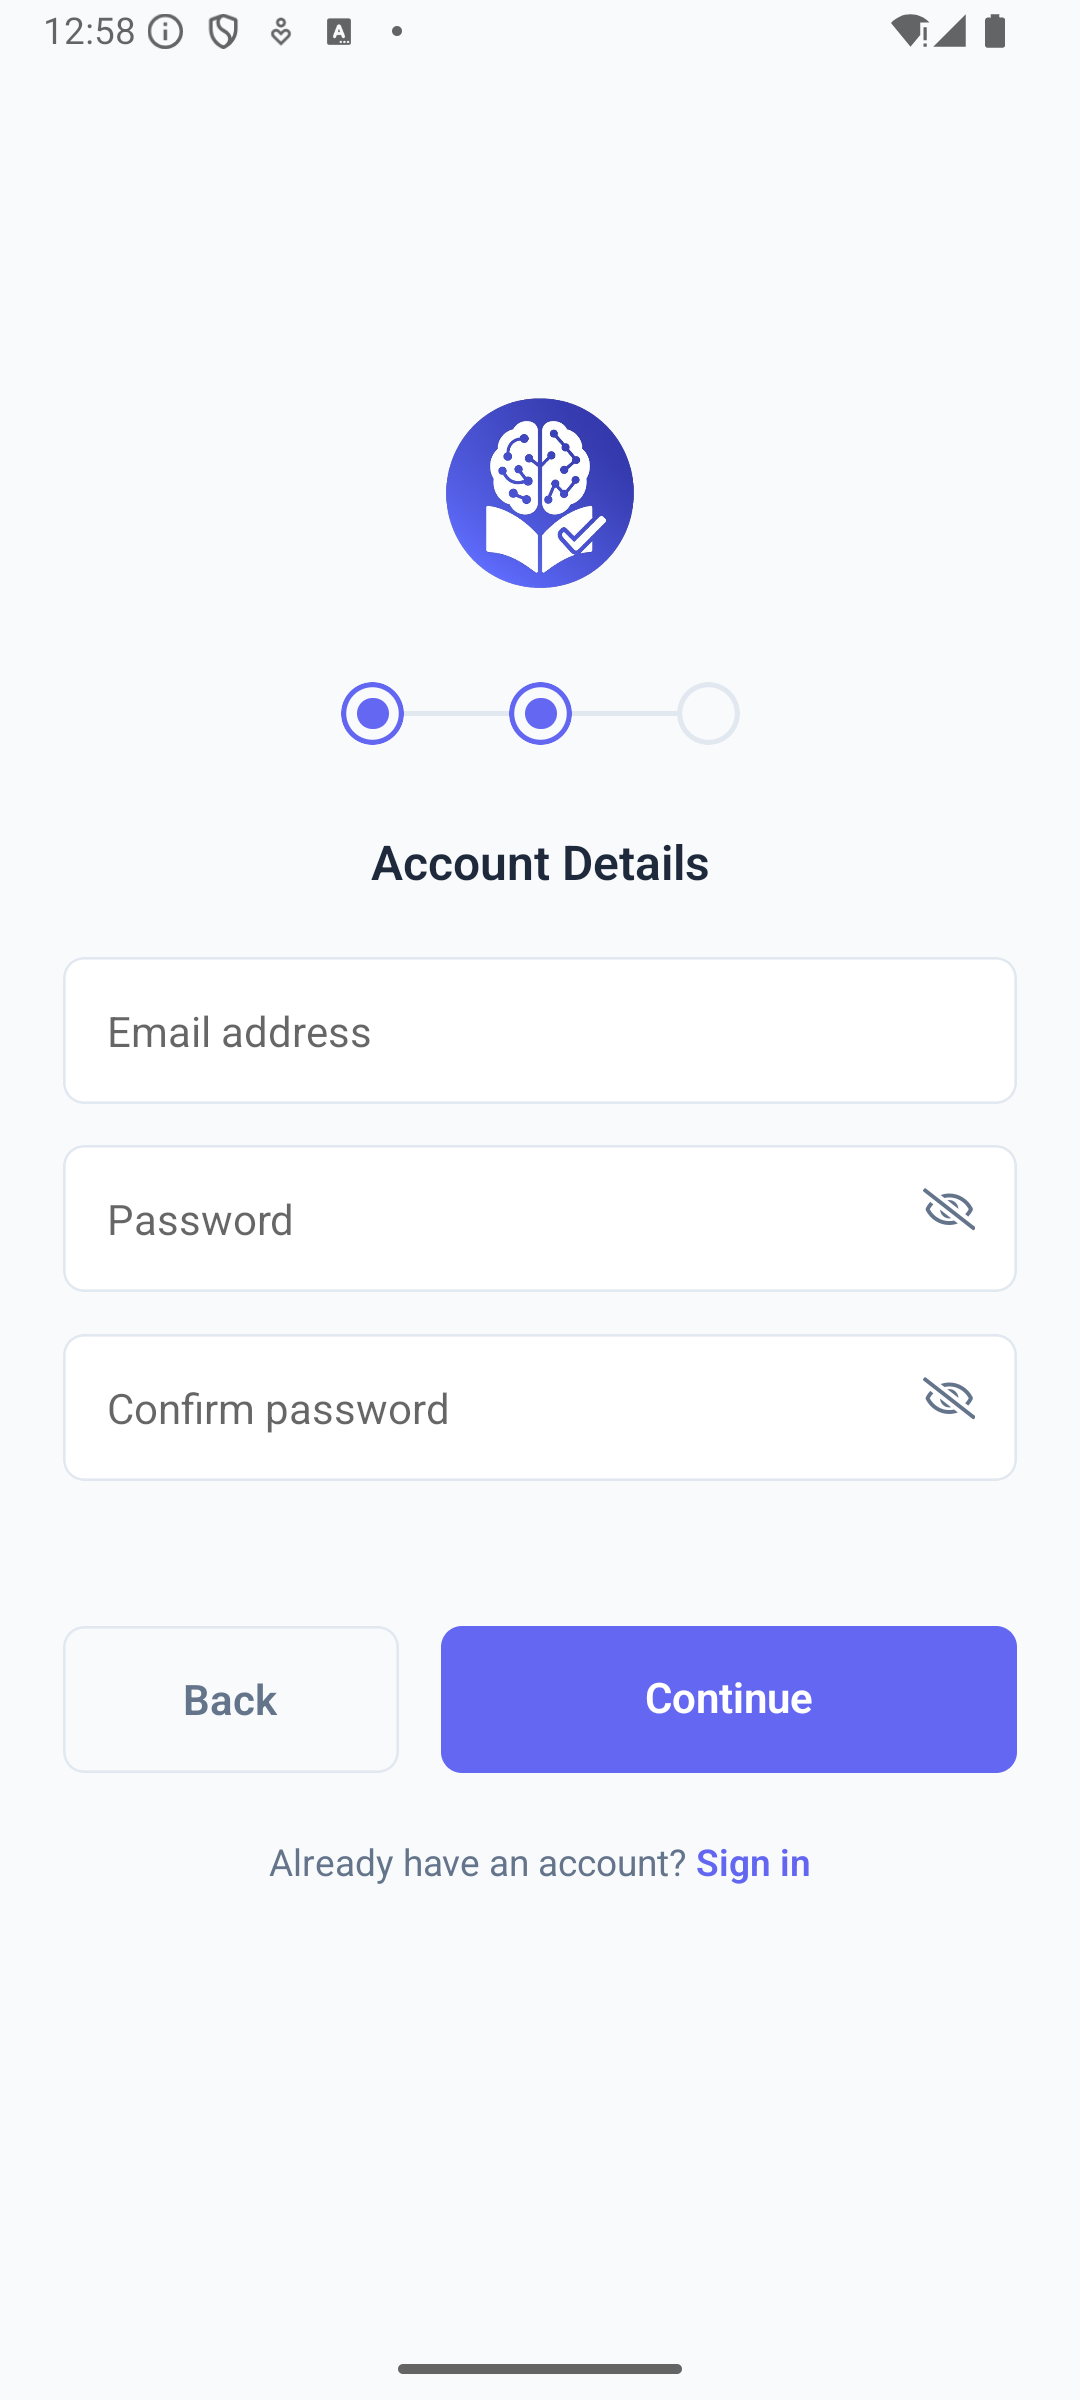 12:58
Account Details
Email address
Password
Confirm password
Back
Continue
Already have an account? Sign in